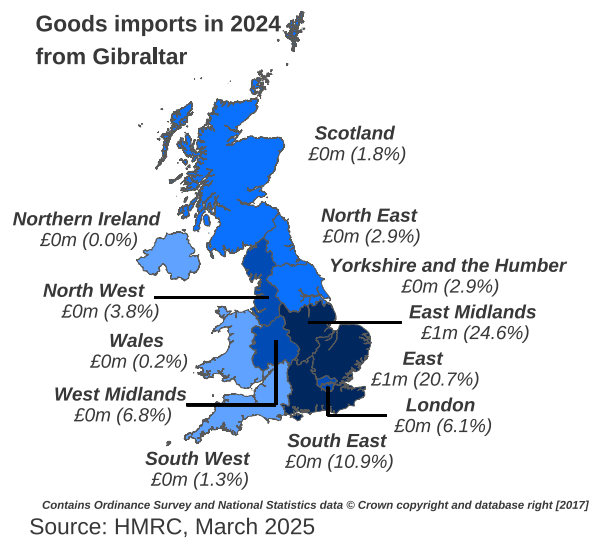 Goods imports in 2024
from Gibraltar
Scotland
£0m (1.8%)
Northern Ireland
£0m (0.0%)
North East
£0m (2.9%)
Yorkshire and the Humber
£0m (2.9%)
North West
£0m (3.8%)
East Midlands
£1m (24.6%)
Wales
£0m (0.2%)
East
£1m (20.7%)
West Midlands
£0m (6.8%)
London
£0m (6.1%)
South East
£0m (10.9%)
South West
£0m (1.3%)
Contains Ordinance Survey and National Statistics data © Crown copyright and database right [2017]
Source: HMRC, March 2025